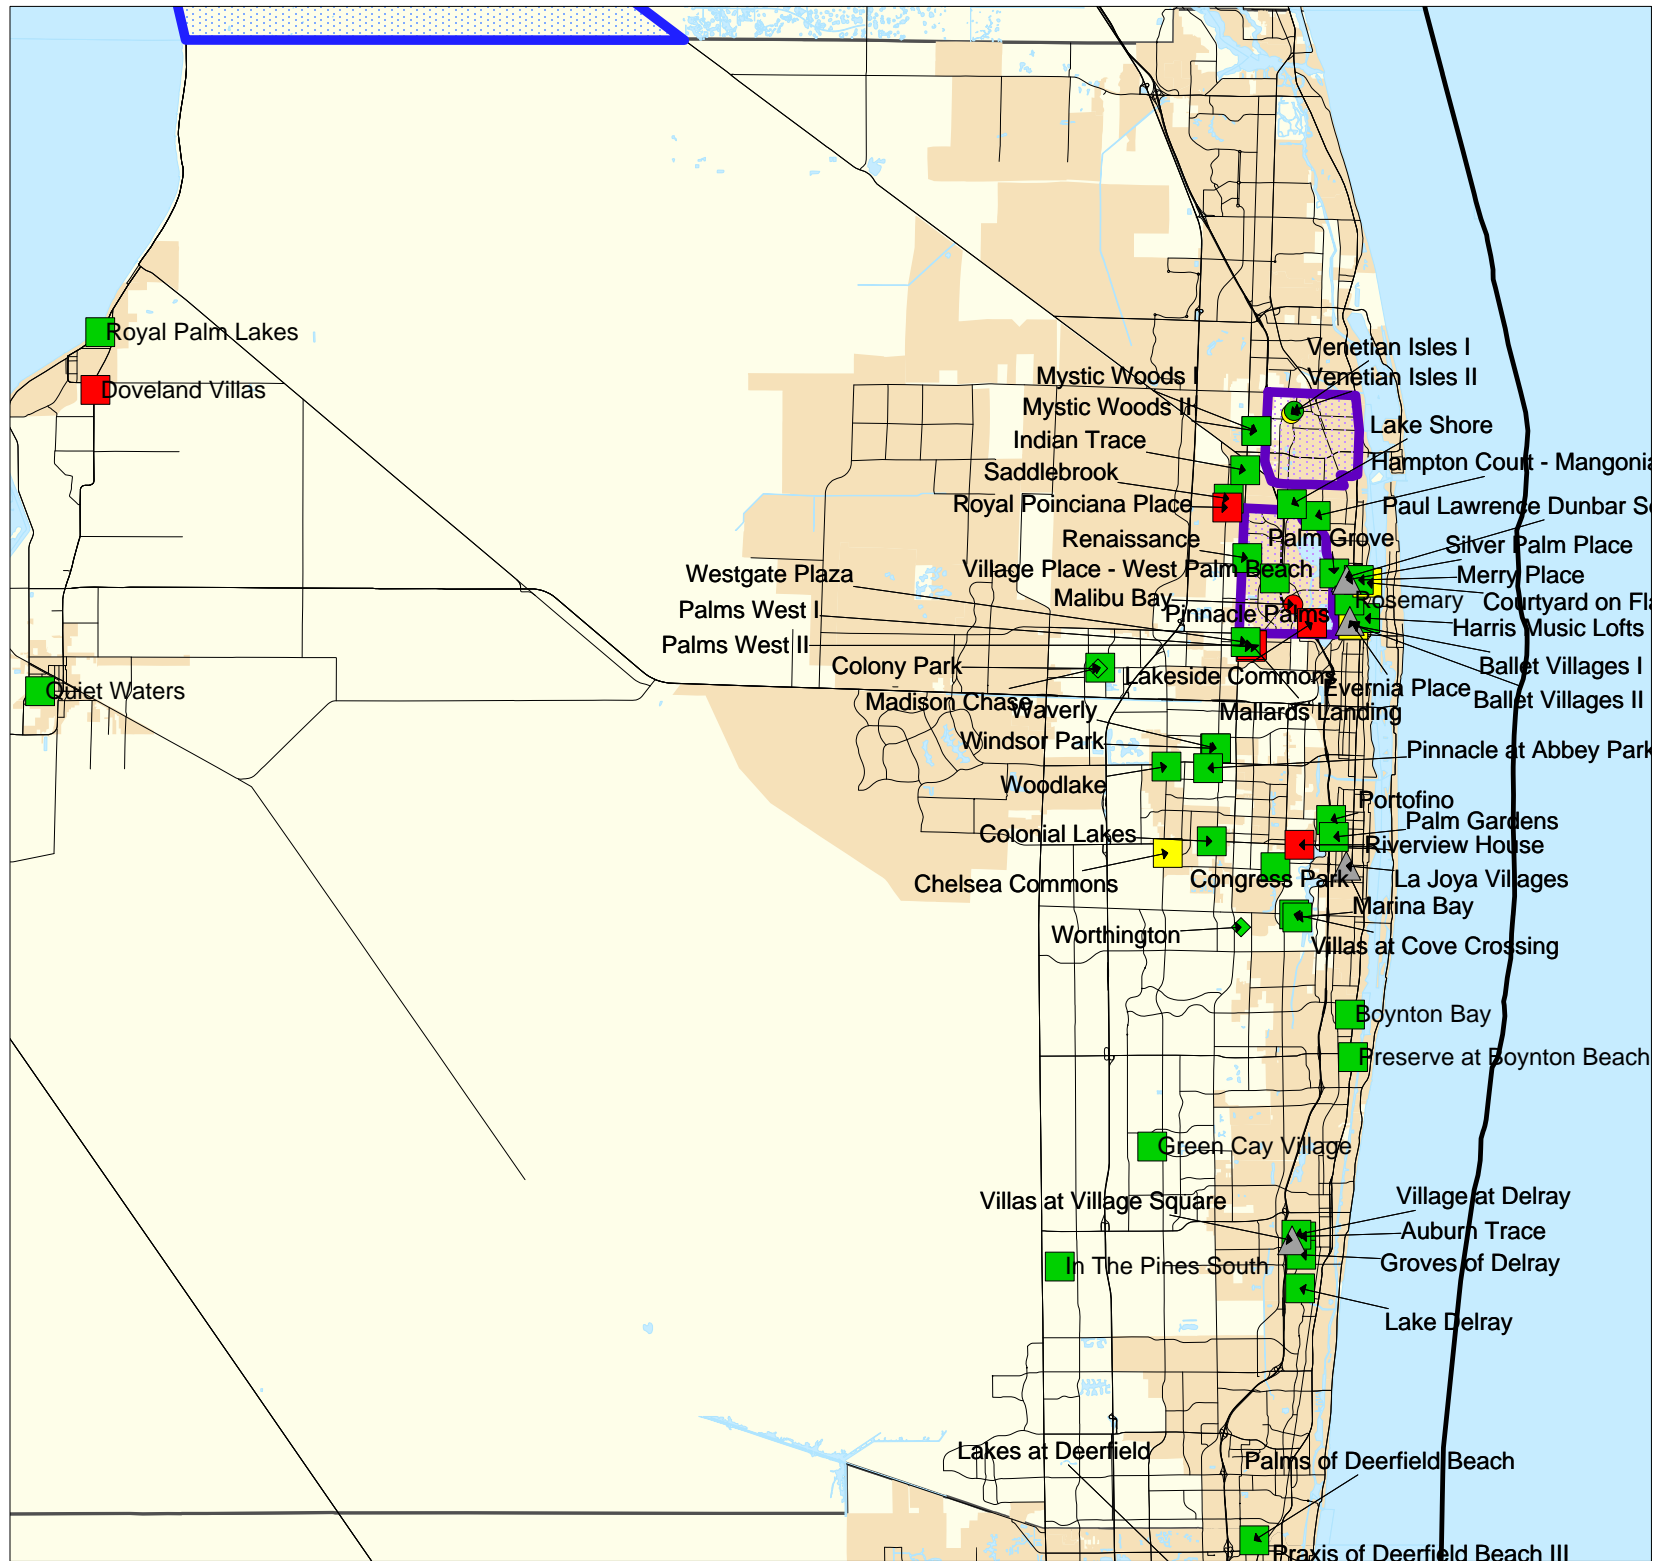 Venetian Isles I
Mystic Woods I
Venetian Isles II
Mystic Woods II
Lake Shore
Indian Trace
Hampton Court - Mangonia
Saddlebrook
Royal Poinciana Place
Paul Lawrence Dunbar Se
Renaissance
Palm Grove
Silver Palm Place
Village Place - West Palm Beach
Westgate Plaza
Merry Place
Malibu Bay
Rosemary
Courtyard on Fla
Palms West I
Pinnacle Palms
Harris Music Lofts
Palms West II
Colony Park
Lakeside Commons
Ballet Villages I
Madison Chase
Evernia Place
Ballet Villages II
Waverly
Mallards Landing
Windsor Park
Pinnacle at Abbey Park
Woodlake
Portofino
Palm Gardens
Colonial Lakes
Riverview House
Chelsea Commons
Congress Park
La Joya Villages
Marina Bay
Worthington
Villas at Cove Crossing
Royal Palm Lakes
Doveland Villas
Quiet Waters
Boynton Bay
Preserve at Boynton Beach
Green Cay Village
Villas at Village Square
Village at Delray
Auburn Trace
Groves of Delray
In The Pines South
Lake Delray
Lakes at Deerfield
Palms of Deerfield Beach
Praxis of Deerfield Beach III